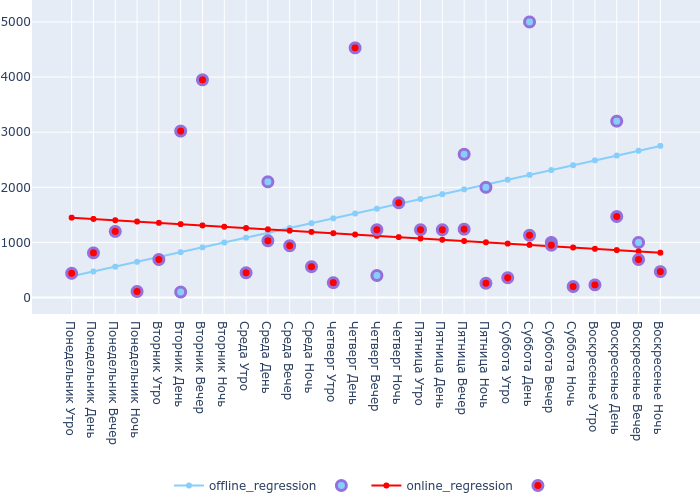 5000
4000
3000
2000
1000
0
Понедельник Утро
Понедельник День
Понедельник Вечер
Понедельник Ночь
Вторник Утро
Вторник День
Вторник Вечер
Вторник Ночь
Среда Утро
Среда День
Среда Вечер
Среда Ночь
Четверг Утро
Четверг День
Четверг Вечер
Четверг Ночь
Пятница Утро
Пятница День
Пятница Вечер
Пятница Ночь
Суббота Утро
Суббота День
Суббота Вечер
Суббота Ночь
Воскресенье Утро
Воскресенье День
Воскресенье Вечер
Воскресенье Ночь
offline_regression
online_regression